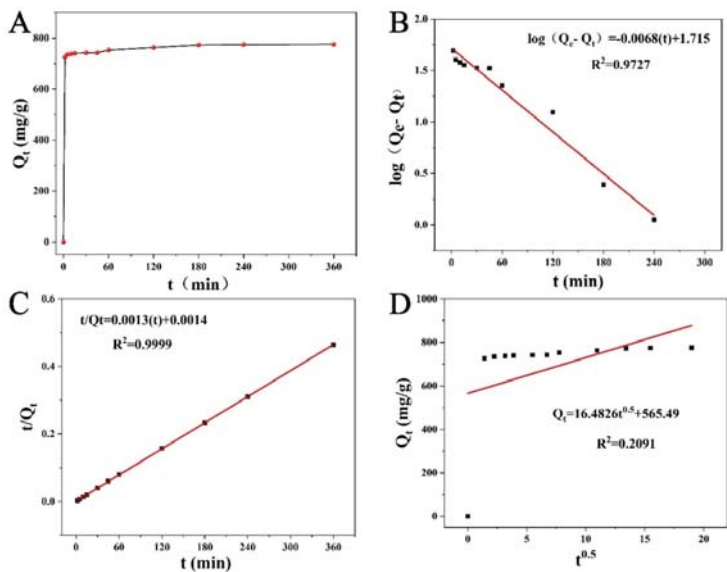 A
Qt (mg/g)
800
600
400
200
0
0 60 120 180 240 300 360
t（min）
B
log（Qe- Qt）=-0.0068(t)+1.715
R²=0.9727
log（Qe- Qt）
2.0
1.5
1.0
0.5
0.0
0 60 120 180 240 300
t (min)
C
t/Qt=0.0013(t)+0.0014
R²=0.9999
t/Qt
0.6
0.4
0.2
0.0
0 60 120 180 240 300 360
t (min)
D
Qt (mg/g)
1000
800
600
400
200
0
Qt=16.4826t^0.5+565.49
R²=0.2091
0 5 10 15 20
t^0.5